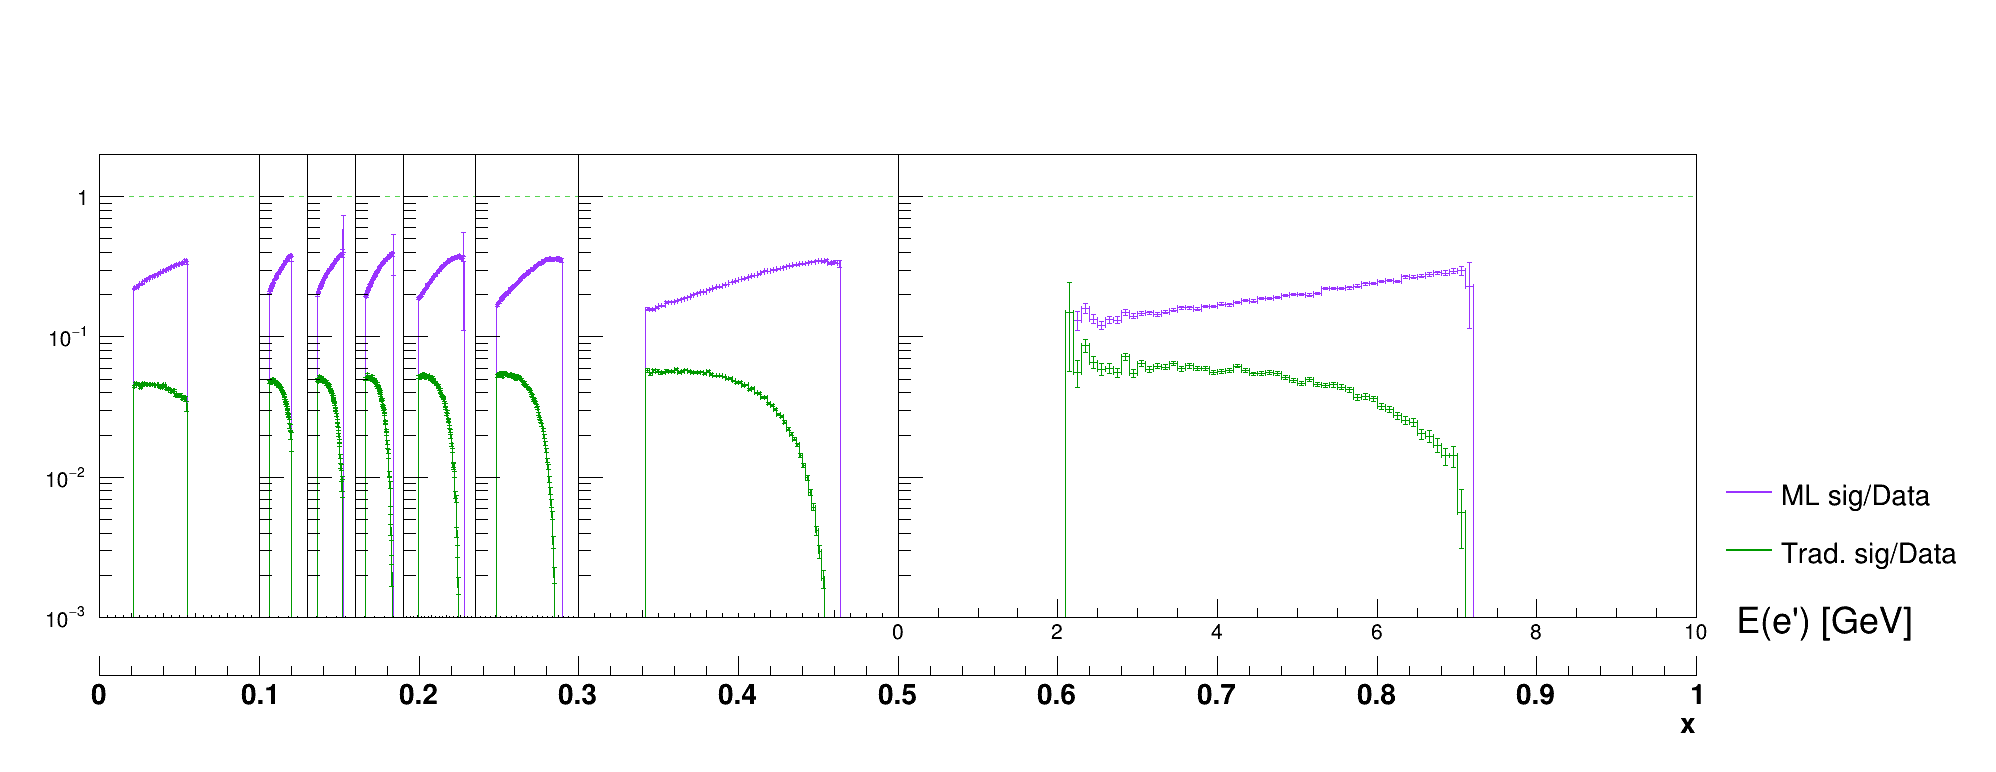 1
10⁻¹
10⁻²
10⁻³
ML sig/Data
Trad. sig/Data
E(e') [GeV]
0 2 4 6 8 10
0 0.1 0.2 0.3 0.4 0.5 0.6 0.7 0.8 0.9 1
x